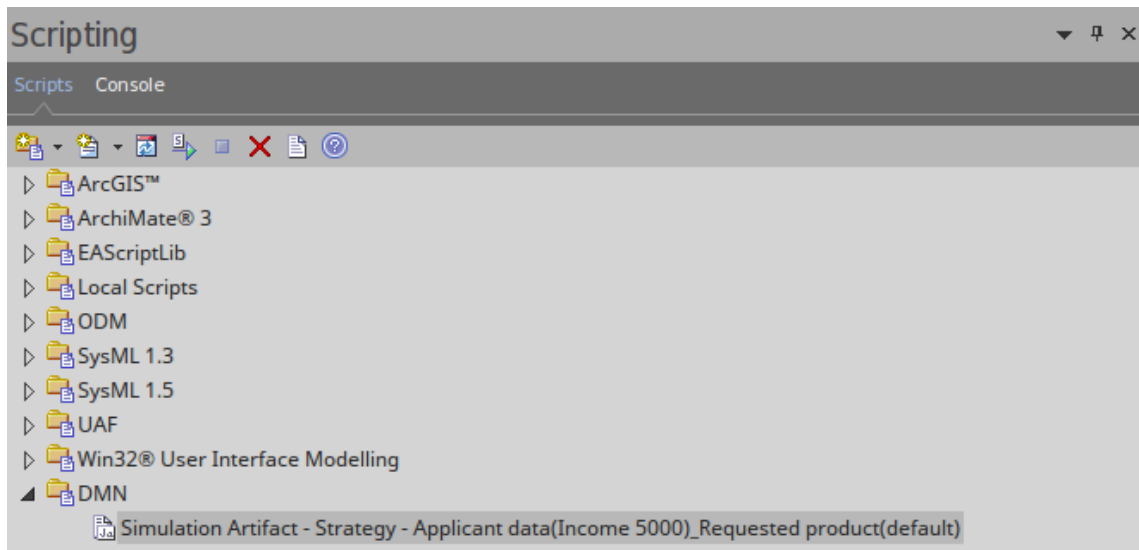 Scripting
Scripts Console
ArcGIS™
ArchiMate® 3
EAScriptLib
Local Scripts
ODM
SysML 1.3
SysML 1.5
UAF
Win32® User Interface Modelling
DMN
Simulation Artifact - Strategy - Applicant data(Income 5000)_Requested product(default)